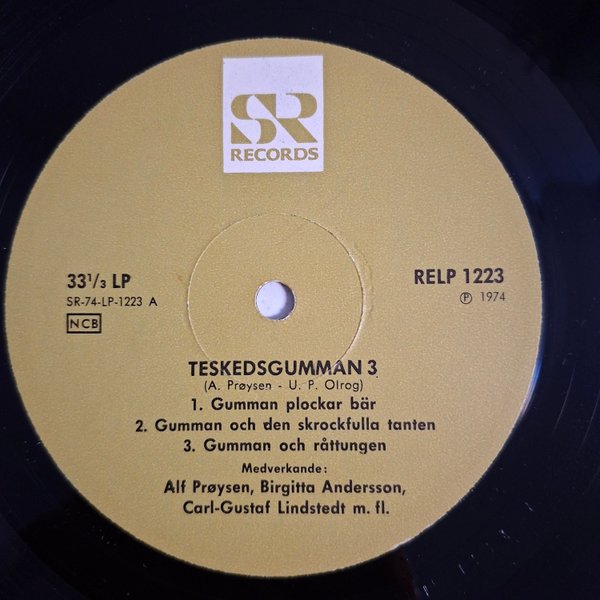 SR
RECORDS
33¹/₃ LP
SR-74-LP-1223 A
NCB
RELP 1223
Ⓟ 1974
TESKEDSGUMMAN 3
(A. Prøysen - U. P. Olrog)
1. Gumman plockar bär
2. Gumman och den skrockfulla tanten
3. Gumman och råttungen
Medverkande:
Alf Prøysen, Birgitta Andersson,
Carl-Gustaf Lindstedt m. fl.